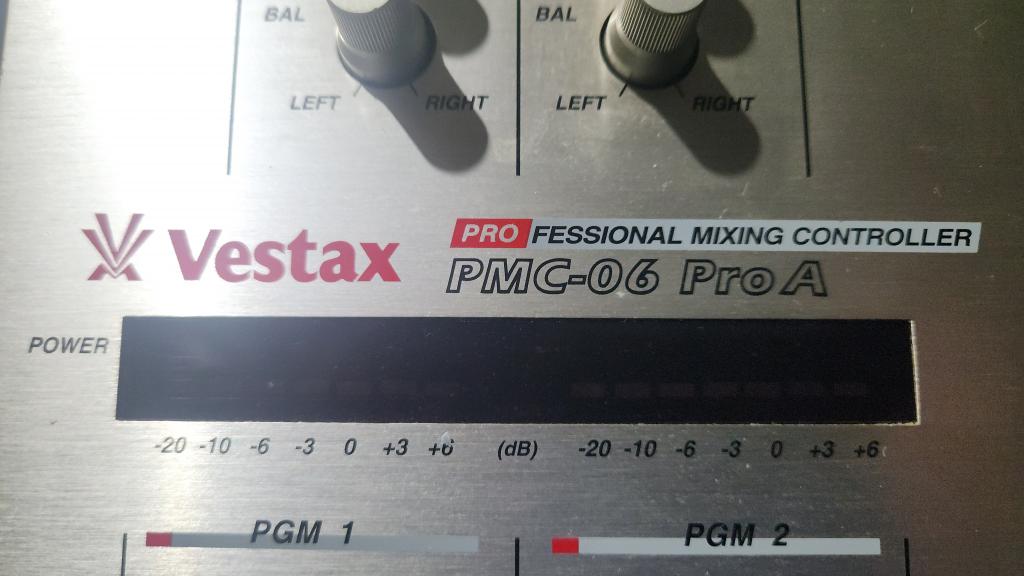 BAL BAL
LEFT RIGHT LEFT RIGHT
Vestax
PROFESSIONAL MIXING CONTROLLER
PMC-06 Pro A
POWER
-20 -10 -6 -3 0 +3 +6 (dB) -20 -10 -6 -3 0 +3 +6
PGM 1 PGM 2